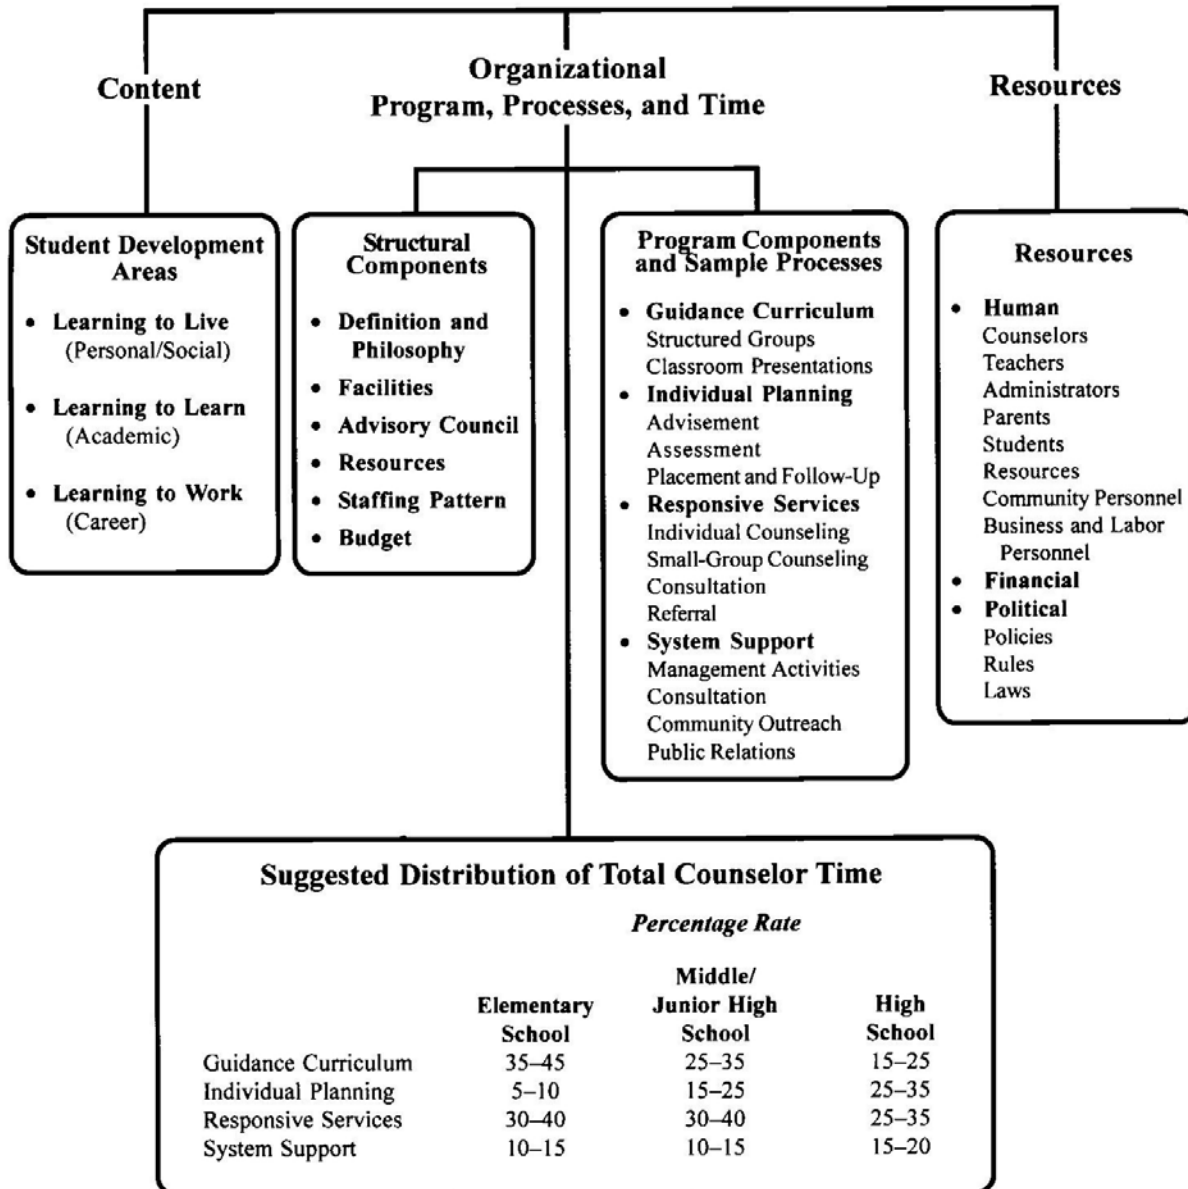 Content
Organizational
Program, Processes, and Time
Resources
Student Development
Areas
• Learning to Live
(Personal/Social)
• Learning to Learn
(Academic)
• Learning to Work
(Career)
Structural
Components
• Definition and
Philosophy
• Facilities
• Advisory Council
• Resources
• Staffing Pattern
• Budget
Program Components
and Sample Processes
• Guidance Curriculum
Structured Groups
Classroom Presentations
• Individual Planning
Advisement
Assessment
Placement and Follow-Up
• Responsive Services
Individual Counseling
Small-Group Counseling
Consultation
Referral
• System Support
Management Activities
Consultation
Community Outreach
Public Relations
Resources
• Human
Counselors
Teachers
Administrators
Parents
Students
Resources
Community Personnel
Business and Labor
Personnel
• Financial
• Political
Policies
Rules
Laws
Suggested Distribution of Total Counselor Time
Percentage Rate
Middle/
Elementary Junior High High
School School School
Guidance Curriculum 35–45 25–35 15–25
Individual Planning 5–10 15–25 25–35
Responsive Services 30–40 30–40 25–35
System Support 10–15 10–15 15–20